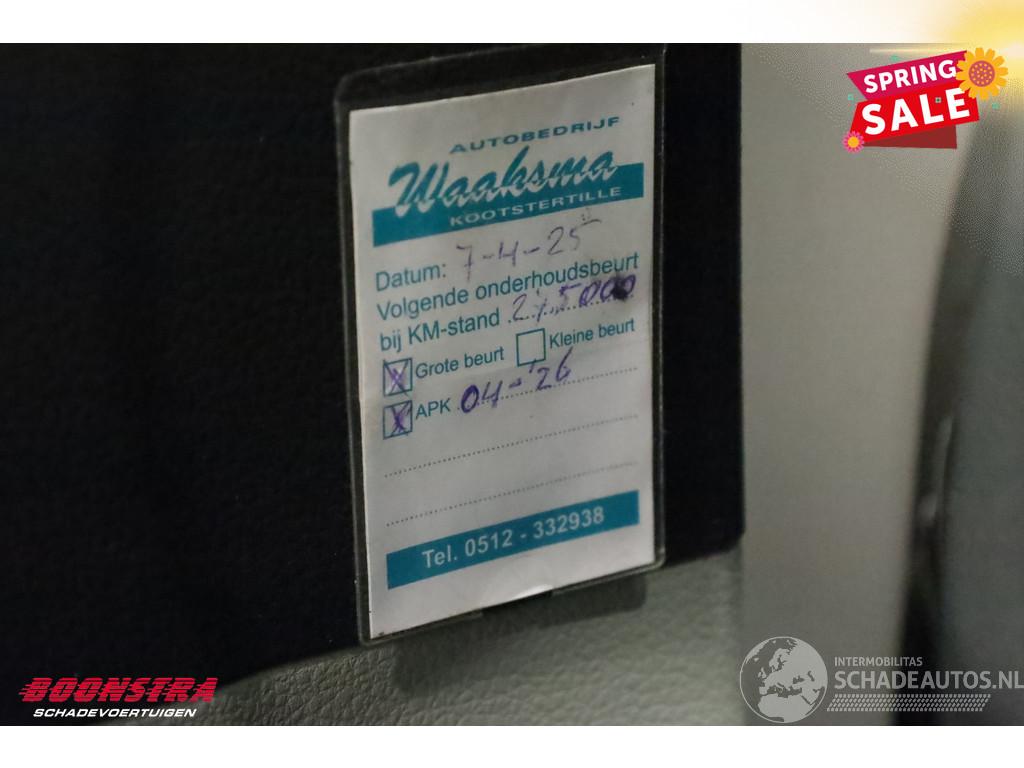 SPRING
SALE
AUTOBEDRIJF
Waaksma
KOOTSTERTILLE
Datum: 7-4-25
Volgende onderhoudsbeurt
bij KM-stand
Grote beurt
Kleine beurt
APK 04-'26
Tel. 0512 - 332938
BOONSTRA
SCHADEVOERTUIGEN
INTERMOBILITAS
SCHADEAUTOS.NL